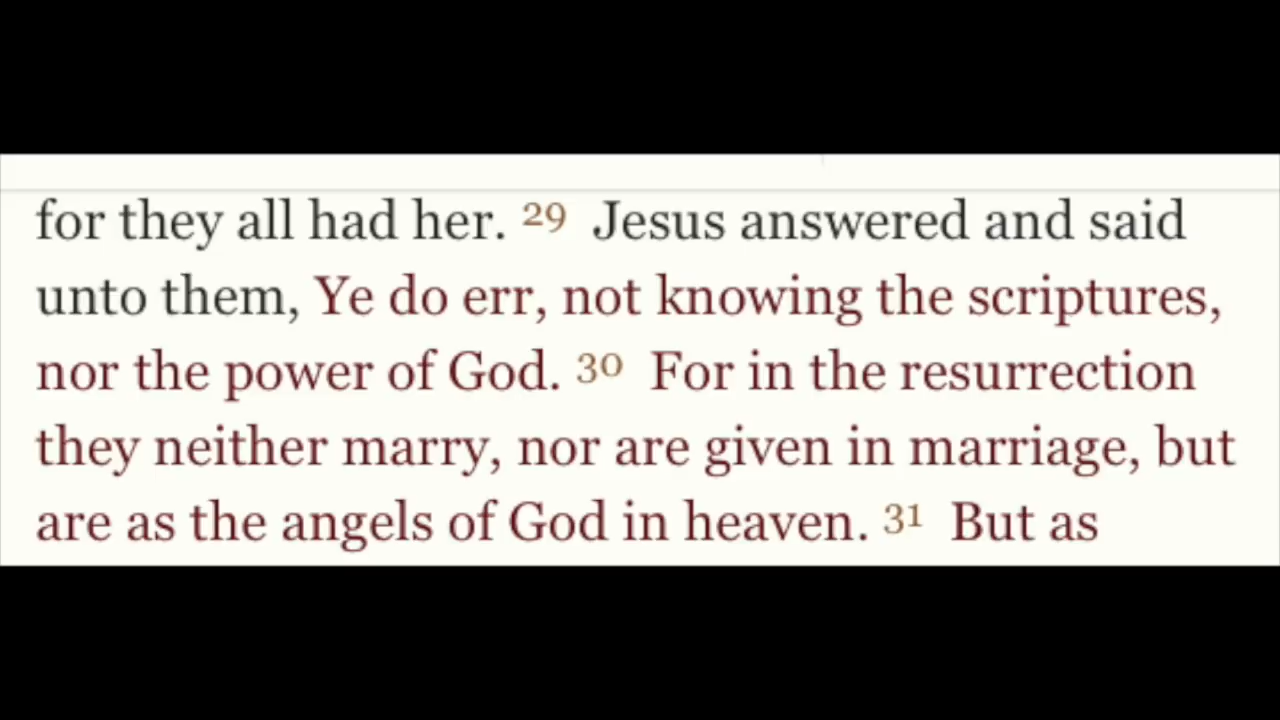 for they all had her. 29 Jesus answered and said
unto them, Ye do err, not knowing the scriptures,
nor the power of God. 30 For in the resurrection
they neither marry, nor are given in marriage, but
are as the angels of God in heaven. 31 But as